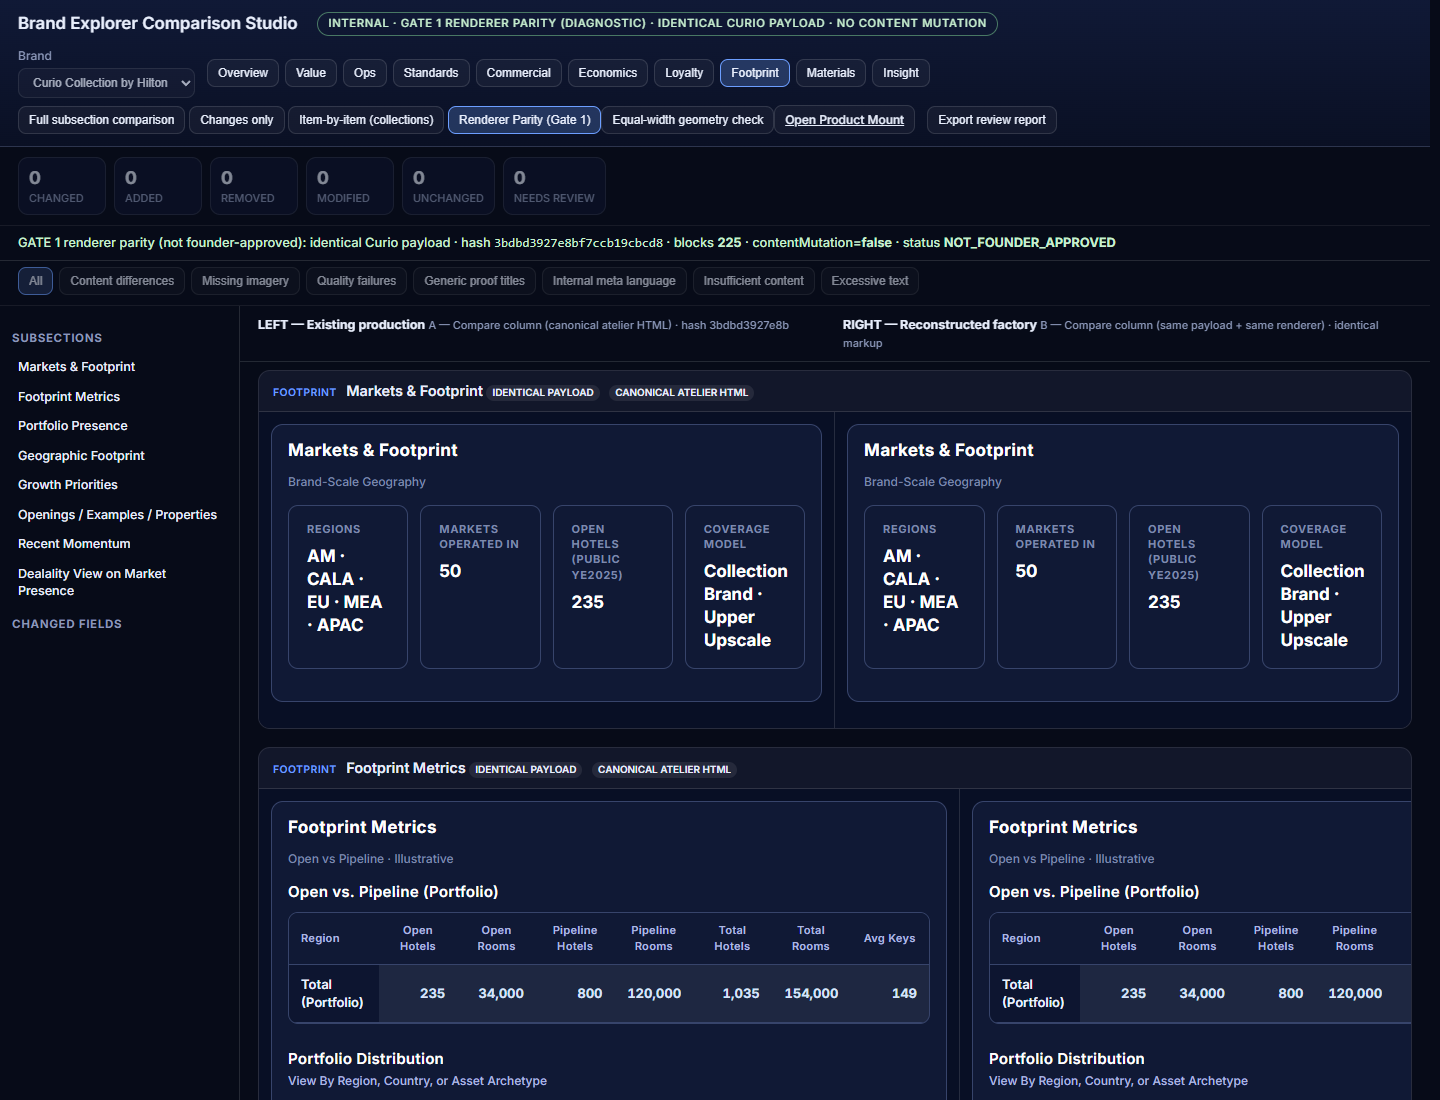 Brand Explorer Comparison Studio
INTERNAL · GATE 1 RENDERER PARITY (DIAGNOSTIC) · IDENTICAL CURIO PAYLOAD · NO CONTENT MUTATION
Brand
Curio Collection by Hilton
Overview
Value
Ops
Standards
Commercial
Economics
Loyalty
Footprint
Materials
Insight
Full subsection comparison
Changes only
Item-by-item (collections)
Renderer Parity (Gate 1)
Equal-width geometry check
Open Product Mount
Export review report
0
CHANGED
0
ADDED
0
REMOVED
0
MODIFIED
0
UNCHANGED
0
NEEDS REVIEW
GATE 1 renderer parity (not founder-approved): identical Curio payload · hash 3bdbd3927e8bf7ccb19cbcd8 · blocks 225 · contentMutation=false · status NOT_FOUNDER_APPROVED
All
Content differences
Missing imagery
Quality failures
Generic proof titles
Internal meta language
Insufficient content
Excessive text
SUBSECTIONS
Markets & Footprint
Footprint Metrics
Portfolio Presence
Geographic Footprint
Growth Priorities
Openings / Examples / Properties
Recent Momentum
Deality View on Market
Presence
CHANGED FIELDS
LEFT — Existing production A — Compare column (canonical atelier HTML) · hash 3bdbd3927e8b
RIGHT — Reconstructed factory B — Compare column (same payload + same renderer) · identical
markup
FOOTPRINT Markets & Footprint IDENTICAL PAYLOAD CANONICAL ATELIER HTML
Markets & Footprint
Brand-Scale Geography
REGIONS
AM ·
CALA ·
EU · MEA
· APAC
MARKETS
OPERATED IN
50
OPEN
HOTELS
(PUBLIC
YE2025)
235
COVERAGE
MODEL
Collection
Brand ·
Upper
Upscale
Markets & Footprint
Brand-Scale Geography
REGIONS
AM ·
CALA ·
EU · MEA
· APAC
MARKETS
OPERATED IN
50
OPEN
HOTELS
(PUBLIC
YE2025)
235
COVERAGE
MODEL
Collection
Brand ·
Upper
Upscale
FOOTPRINT Footprint Metrics IDENTICAL PAYLOAD CANONICAL ATELIER HTML
Footprint Metrics
Open vs Pipeline · Illustrative
Open vs. Pipeline (Portfolio)
Region
Open
Hotels
Open
Rooms
Pipeline
Hotels
Pipeline
Rooms
Total
Hotels
Total
Rooms
Avg Keys
Total
(Portfolio)
235
34,000
800
120,000
1,035
154,000
149
Portfolio Distribution
View By Region, Country, or Asset Archetype
Footprint Metrics
Open vs Pipeline · Illustrative
Open vs. Pipeline (Portfolio)
Region
Open
Hotels
Open
Rooms
Pipeline
Hotels
Pipeline
Rooms
Total
(Portfolio)
235
34,000
800
120,000
Portfolio Distribution
View By Region, Country, or Asset Archetype